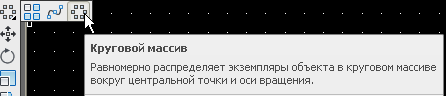 Круговой массив
Равномерно распределяет экземпляры объекта в круговом массиве
вокруг центральной точки и оси вращения.